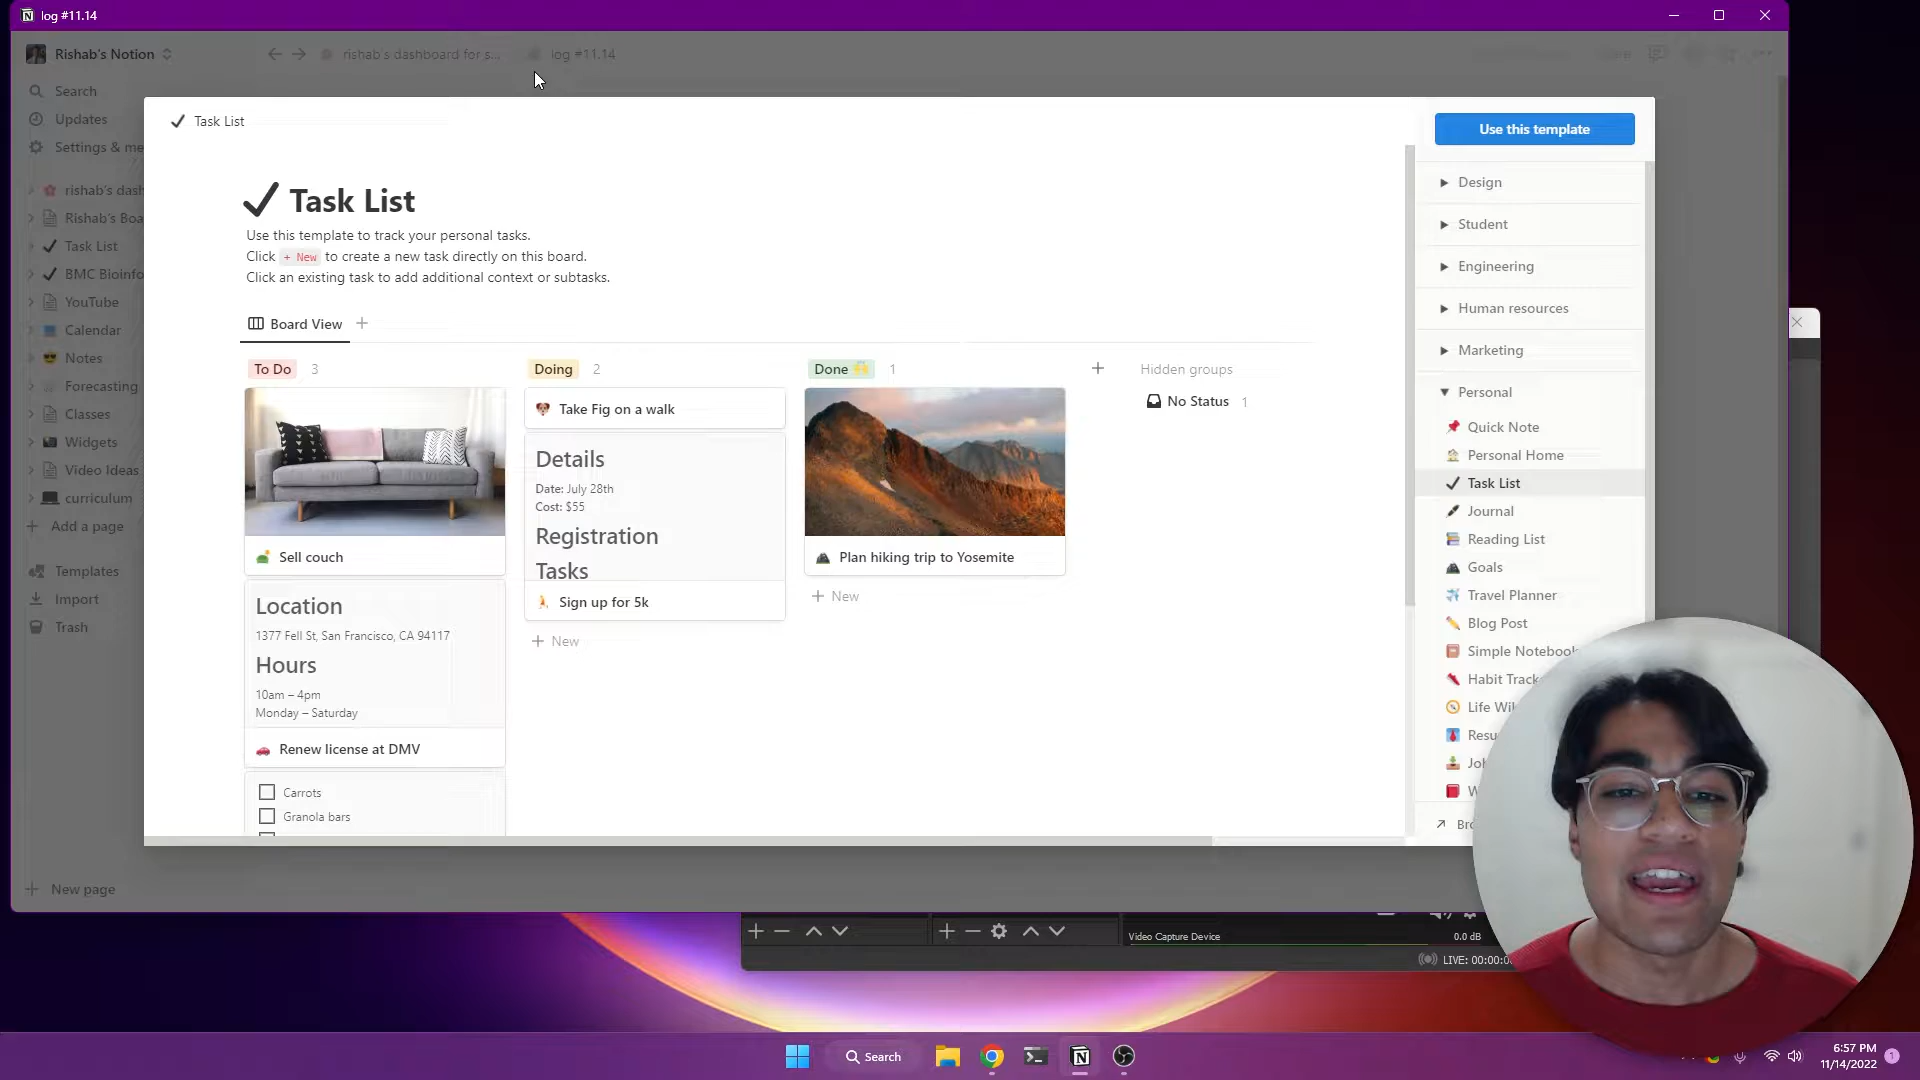 log #11.14
Rishab's Notion
rishab's dashboard for s...
log #11.14
Share
Search
Updates
Settings & me
rishab's dash
Rishab's Boa
Task List
BMC Bioinfo
YouTube
Calendar
Notes
Forecasting
Classes
Widgets
Video Ideas
curriculum
Add a page
Templates
Import
Trash
New page
Task List
Task List
Use this template to track your personal tasks.
Click + New to create a new task directly on this board.
Click an existing task to add additional context or subtasks.
Board View
To Do 3
Sell couch
Location
1377 Fell St, San Francisco, CA 94117
Hours
10am – 4pm
Monday – Saturday
Renew license at DMV
Carrots
Granola bars
Doing 2
Take Fig on a walk
Details
Date: July 28th
Cost: $55
Registration
Tasks
Sign up for 5k
+ New
Done 🙌 1
Plan hiking trip to Yosemite
+ New
Hidden groups
No Status 1
Use this template
Design
Student
Engineering
Human resources
Marketing
Personal
Quick Note
Personal Home
Task List
Journal
Reading List
Goals
Travel Planner
Blog Post
Simple Notebook
Habit Track
Life Wi
Resu
Jo
W
Bro
Video Capture Device
0.0 dB
LIVE: 00:00:0
Search
6:57 PM
11/14/2022
1